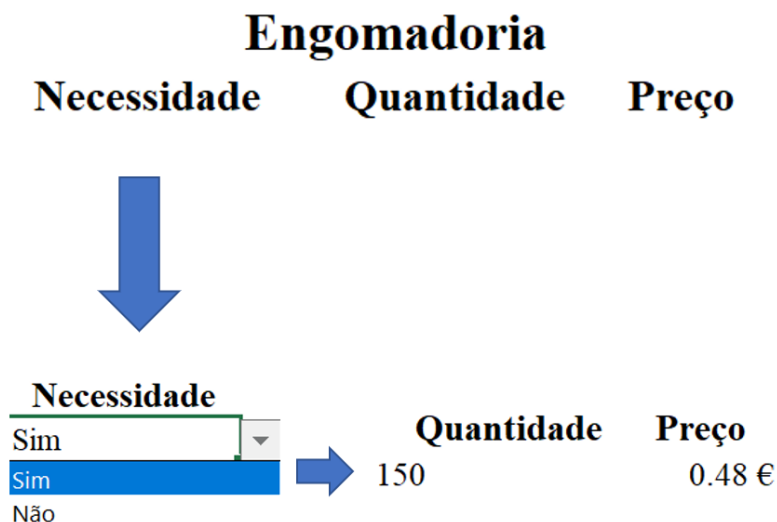 Engomadoria
Necessidade Quantidade Preço
Necessidade
Sim
Sim
Não
Quantidade Preço
150 0.48 €